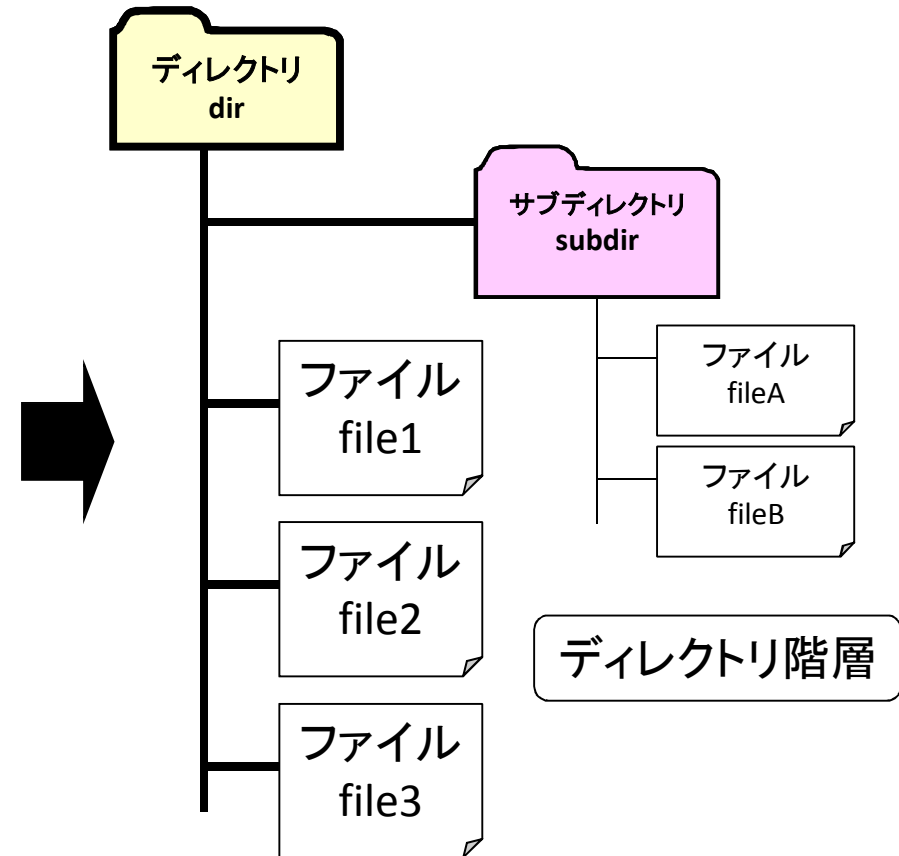 ディレクトリ
dir
サブディレクトリ
subdir
ファイル
fileA
ファイル
fileB
ファイル
file1
ファイル
file2
ファイル
file3
ディレクトリ階層